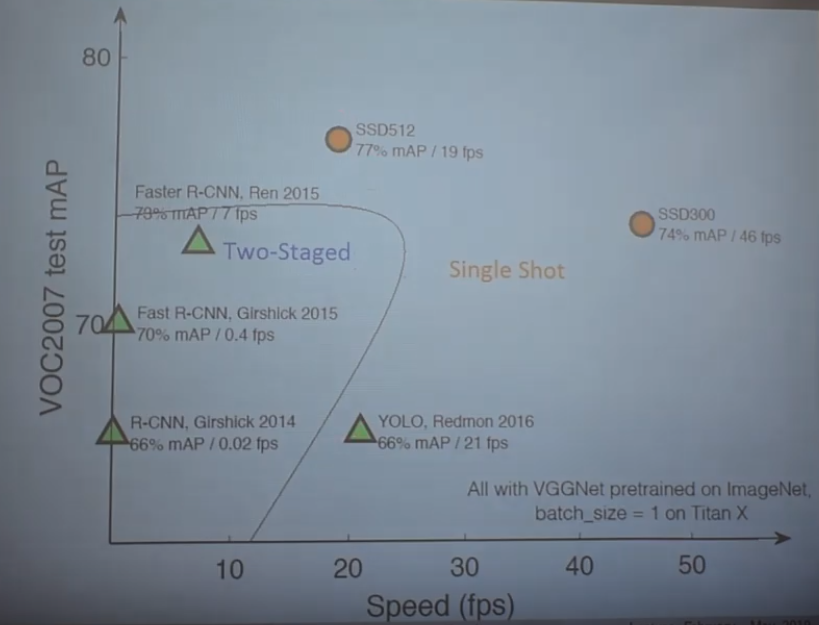 80
SSD512
77% mAP / 19 fps
Faster R-CNN, Ren 2015
73% mAP / 7 fps
SSD300
74% mAP / 46 fps
Two-Staged
Single Shot
VOC2007 test mAP
70
Fast R-CNN, Girshick 2015
70% mAP / 0.4 fps
R-CNN, Girshick 2014
66% mAP / 0.02 fps
YOLO, Redmon 2016
66% mAP / 21 fps
All with VGGNet pretrained on ImageNet,
batch_size = 1 on Titan X
10 20 30 40 50
Speed (fps)